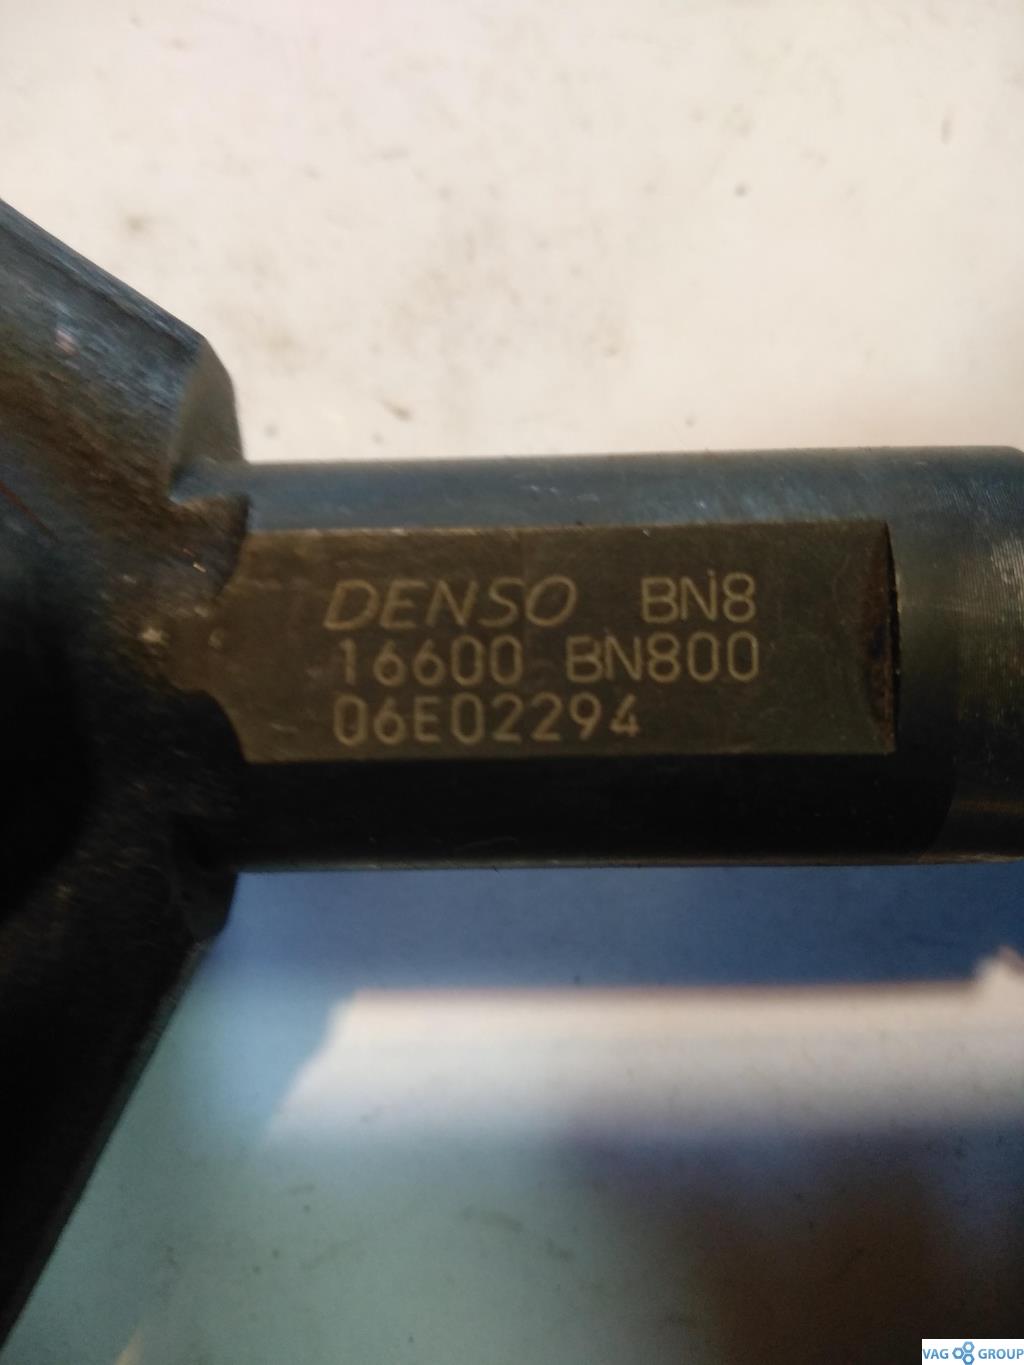 DENSO BN8
16600 BN800
06E02294
VAG GROUP